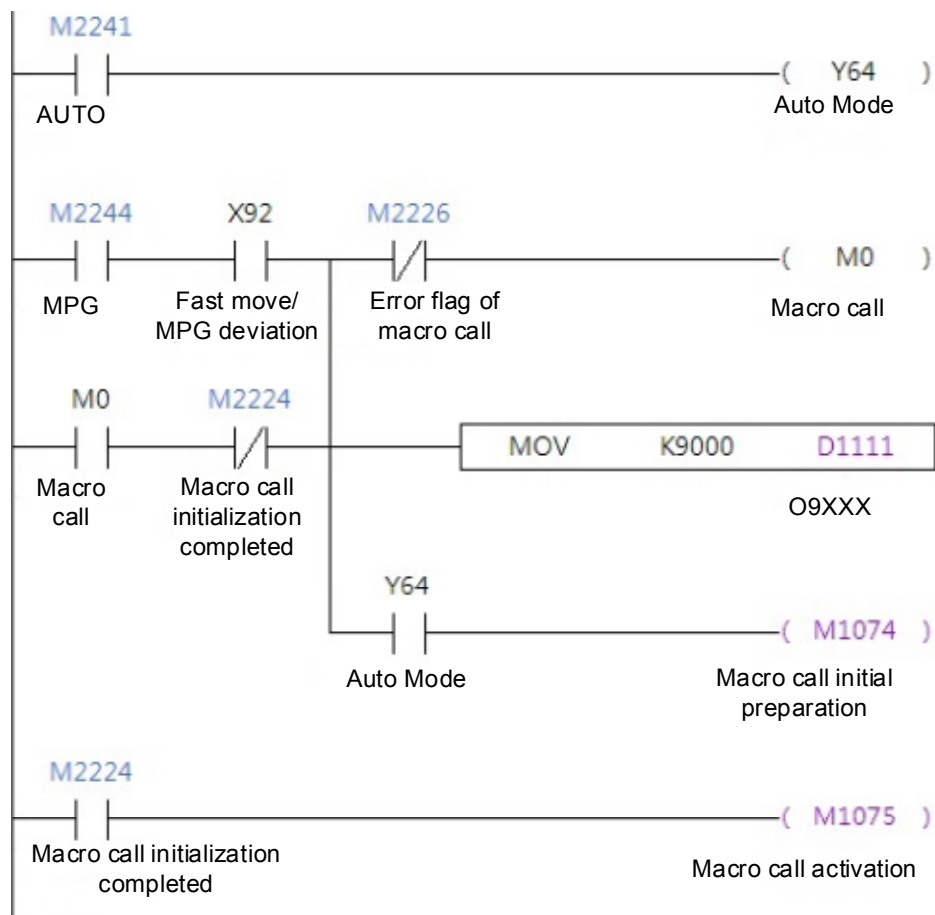 M2241
( Y64 )
AUTO
Auto Mode
M2244 X92 M2226
( M0 )
MPG
Fast move/
MPG deviation
Error flag of
macro call
Macro call
M0 M2224
MOV K9000 D1111
Macro
call
Macro call
initialization
completed
O9XXX
Y64
( M1074 )
Auto Mode
Macro call initial
preparation
M2224
( M1075 )
Macro call initialization
completed
Macro call activation